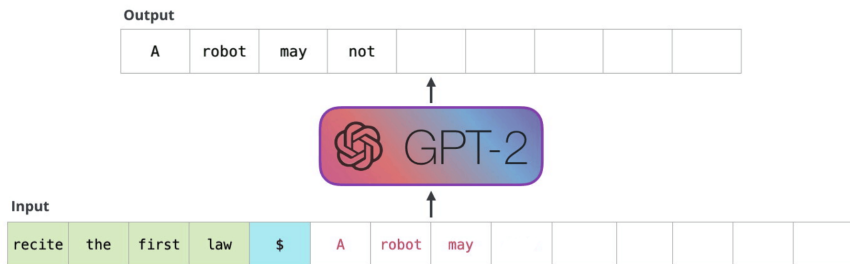 Output
A robot may not
GPT-2
Input
recite the first law $ A robot may